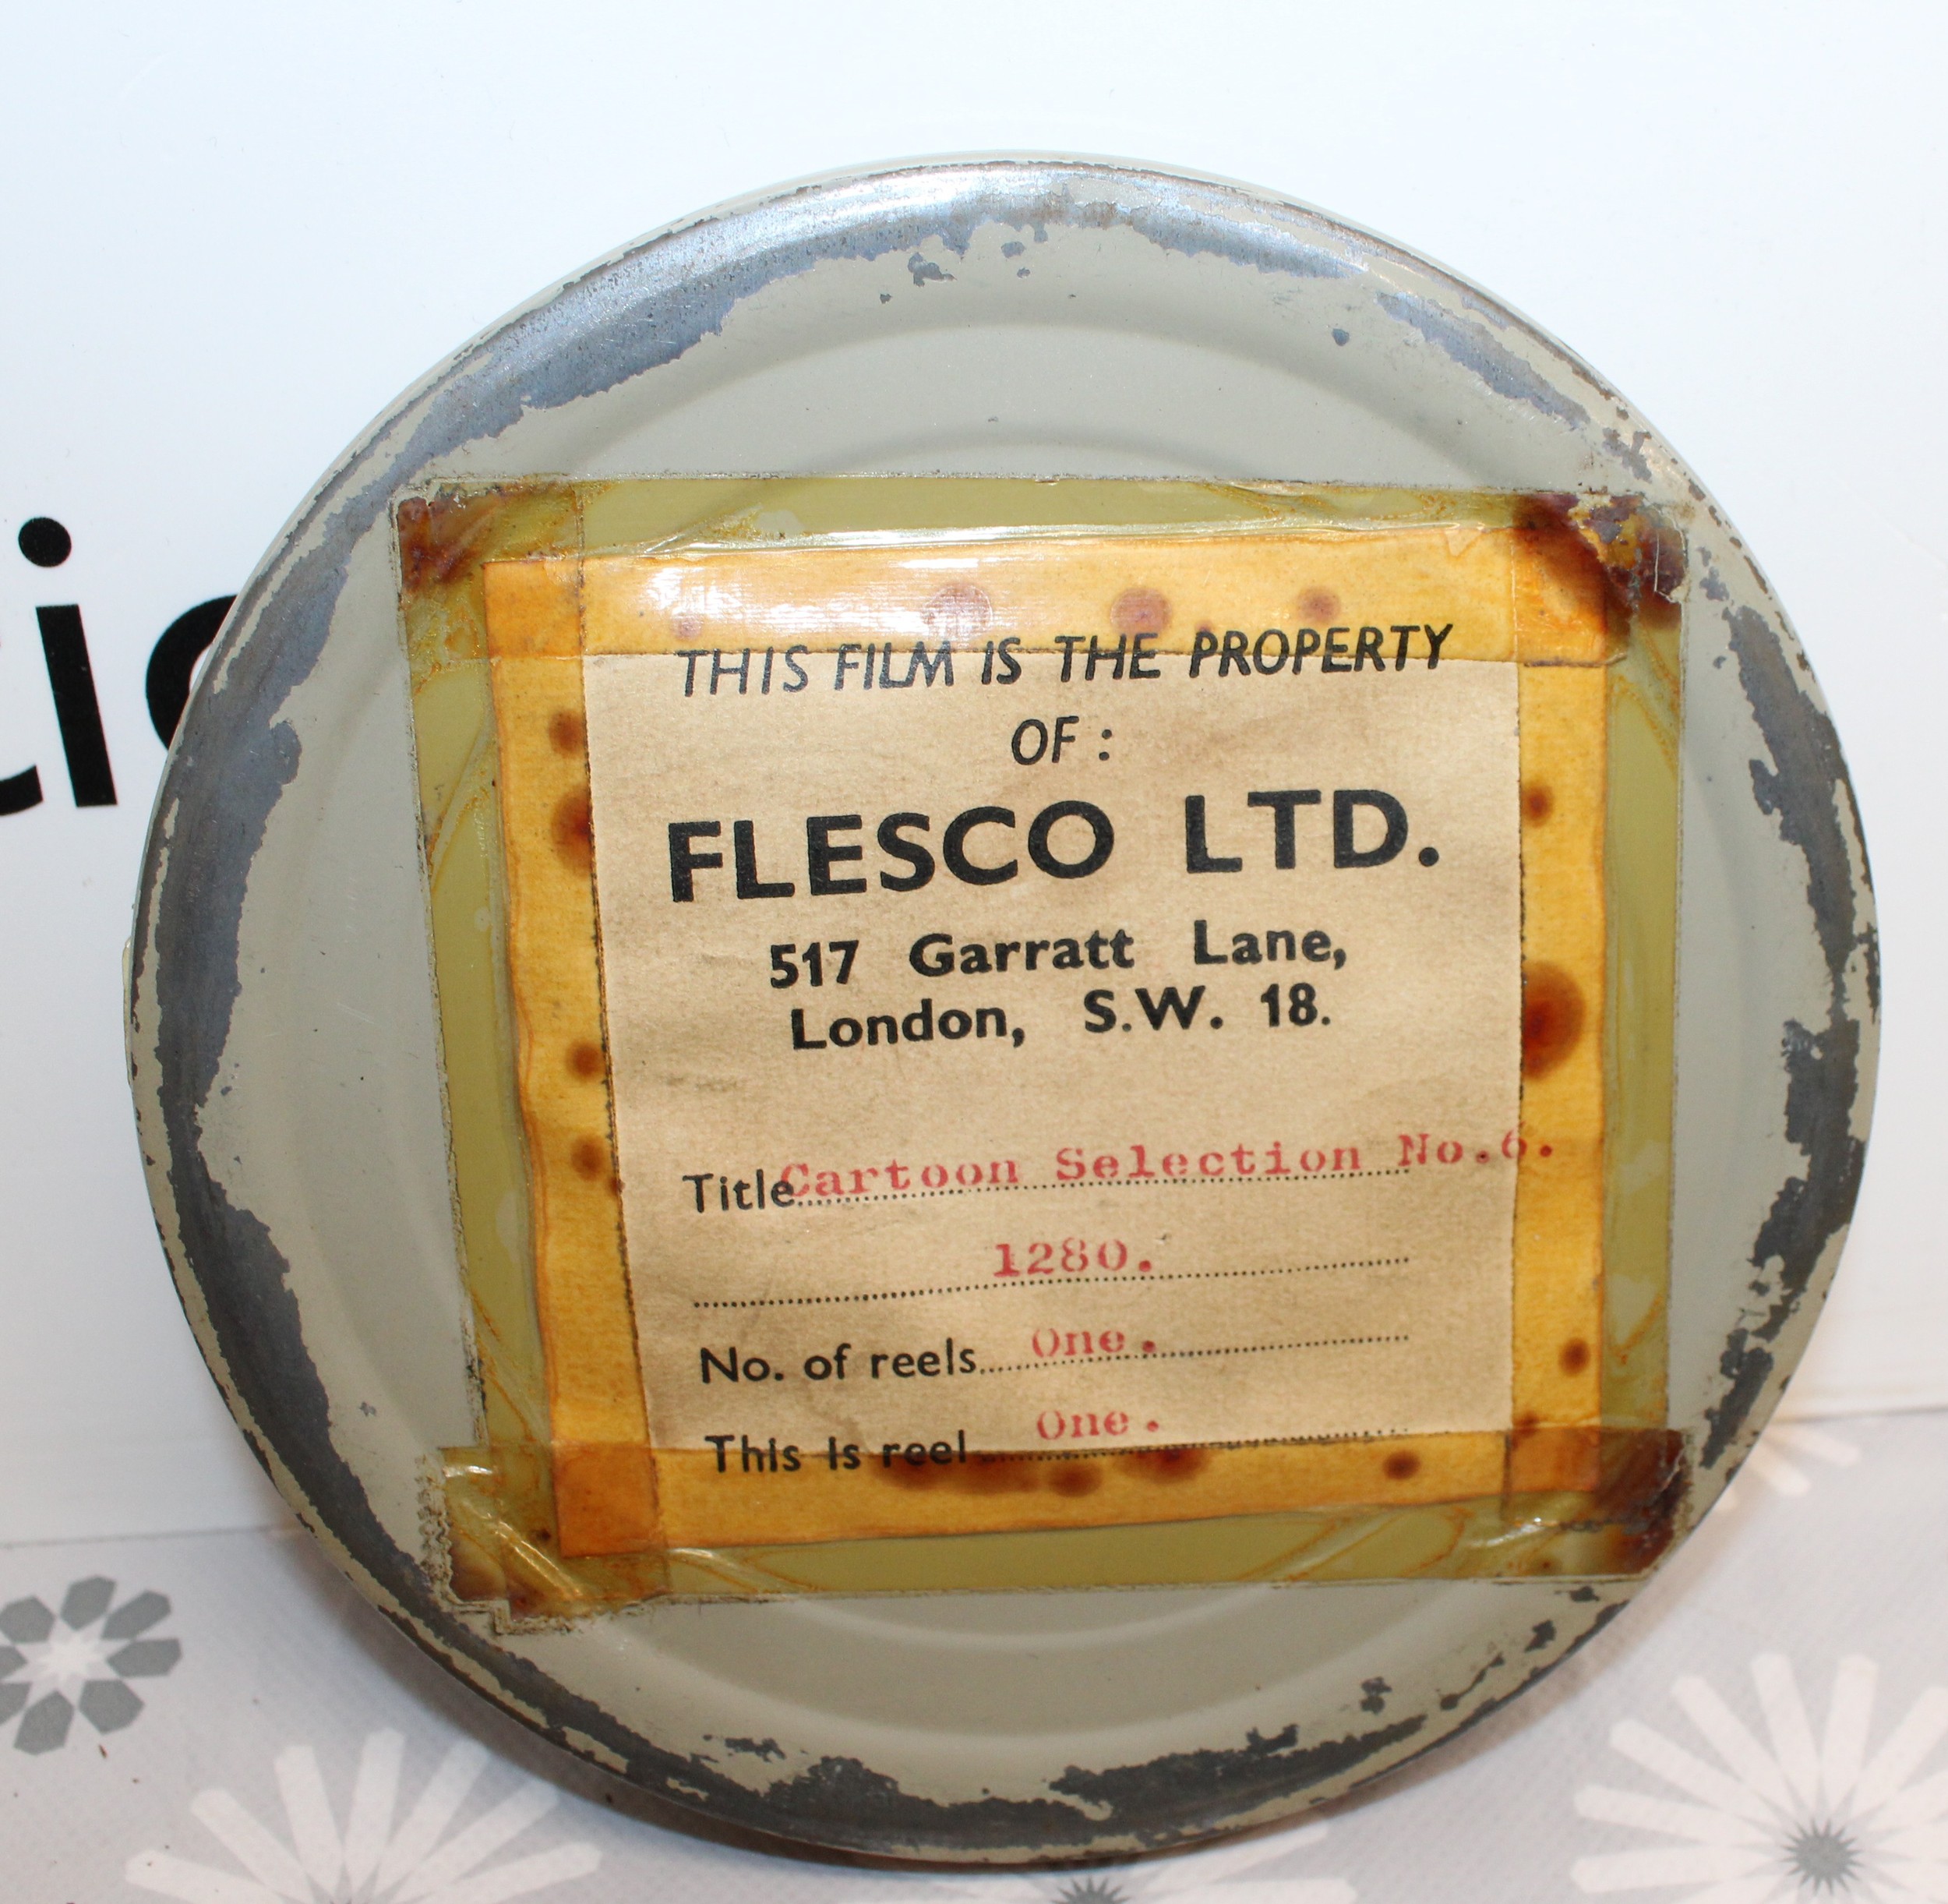 THIS FILM IS THE PROPERTY
OF :
FLESCO LTD.
517 Garratt Lane,
London, S.W. 18.
Title Cartoon Selection No.6.
1280.
No. of reels One.
This is reel One.